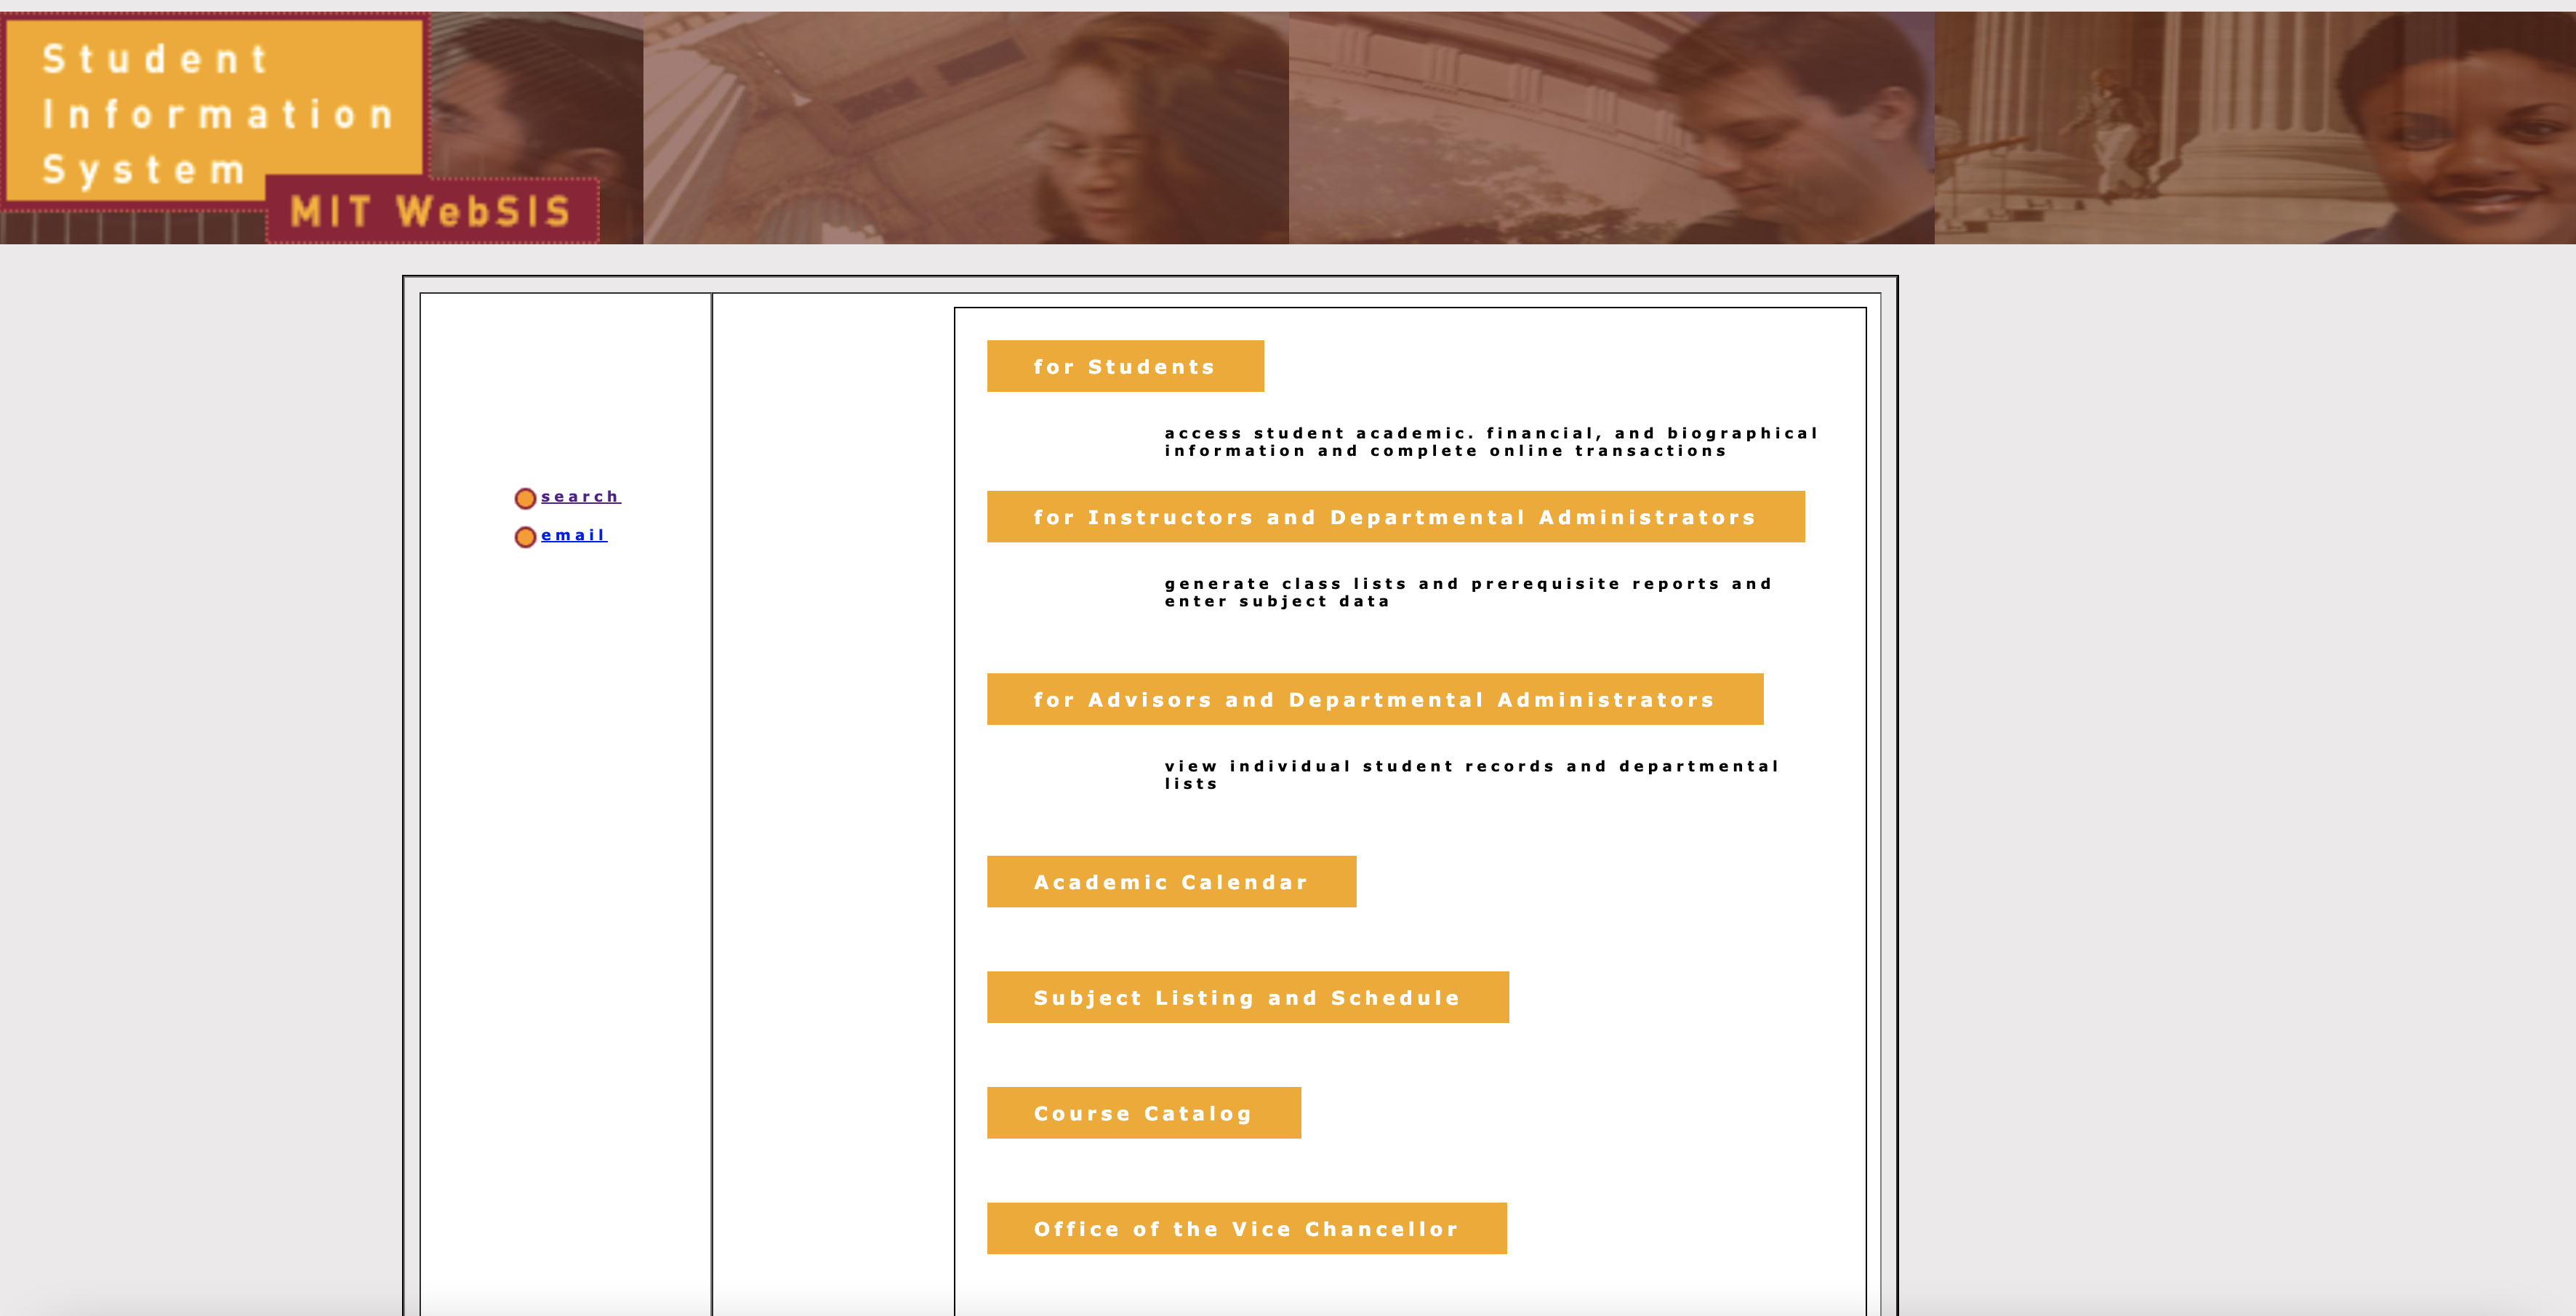 Student
Information
System
MIT WebSIS
search
email
for Students
access student academic. financial, and biographical
information and complete online transactions
for Instructors and Departmental Administrators
generate class lists and prerequisite reports and
enter subject data
for Advisors and Departmental Administrators
view individual student records and departmental
lists
Academic Calendar
Subject Listing and Schedule
Course Catalog
Office of the Vice Chancellor